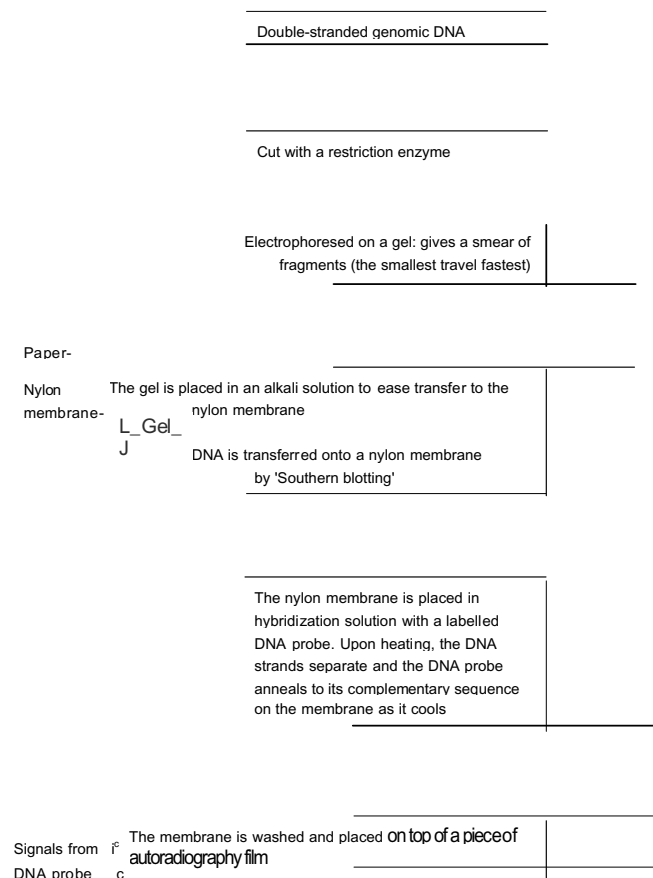 Double-stranded genomic DNA
Cut with a restriction enzyme
Electrophoresed on a gel: gives a smear of
fragments (the smallest travel fastest)
Paper-
Nylon
membrane-
The gel is placed in an alkali solution to ease transfer to the
nylon membrane
L_Gel_
J
DNA is transferred onto a nylon membrane
by 'Southern blotting'
The nylon membrane is placed in
hybridization solution with a labelled
DNA probe. Upon heating, the DNA
strands separate and the DNA probe
anneals to its complementary sequence
on the membrane as it cools
Signals from
DNA probe
i c
c
The membrane is washed and placed on top of a piece of
autoradiography film